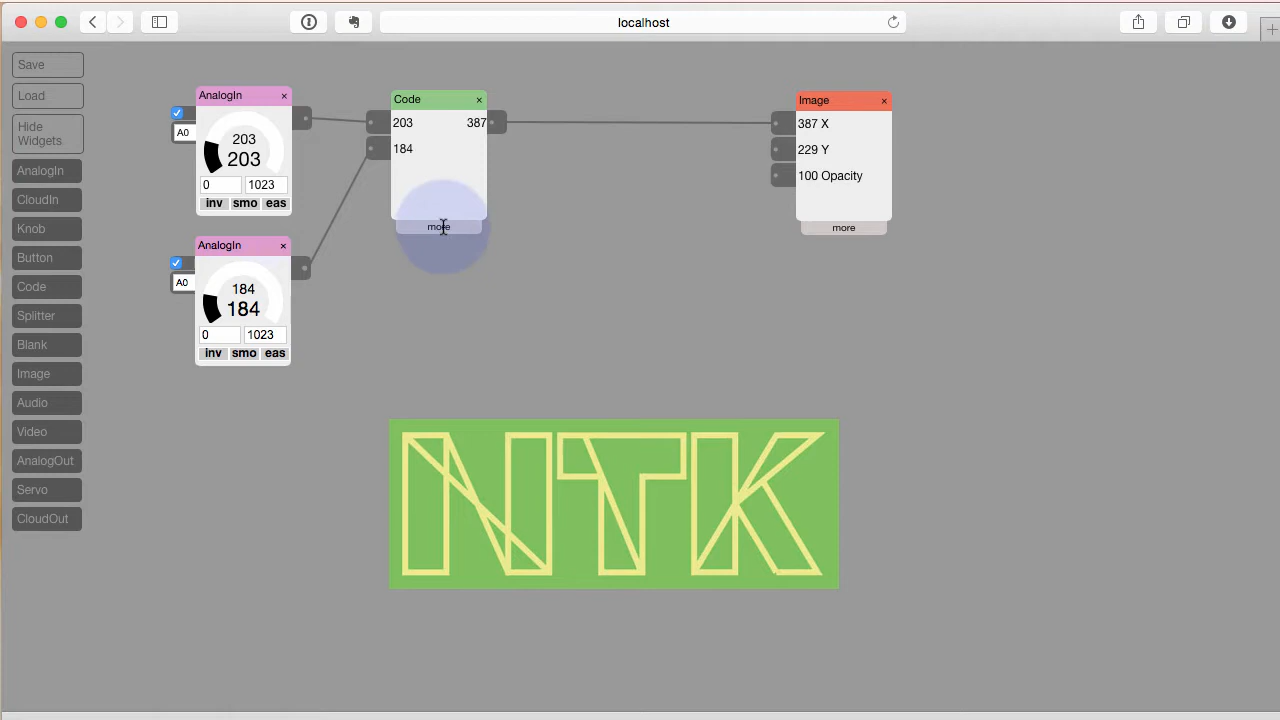 localhost
Save
Load
Hide
Widgets
AnalogIn
CloudIn
Knob
Button
Code
Splitter
Blank
Image
Audio
Video
AnalogOut
Servo
CloudOut
AnalogIn ×
A0
203
203
0 1023
inv smo eas
AnalogIn ×
A0
184
184
0 1023
inv smo eas
Code ×
203 387
184
more
Image ×
387 X
229 Y
100 Opacity
more
NTK